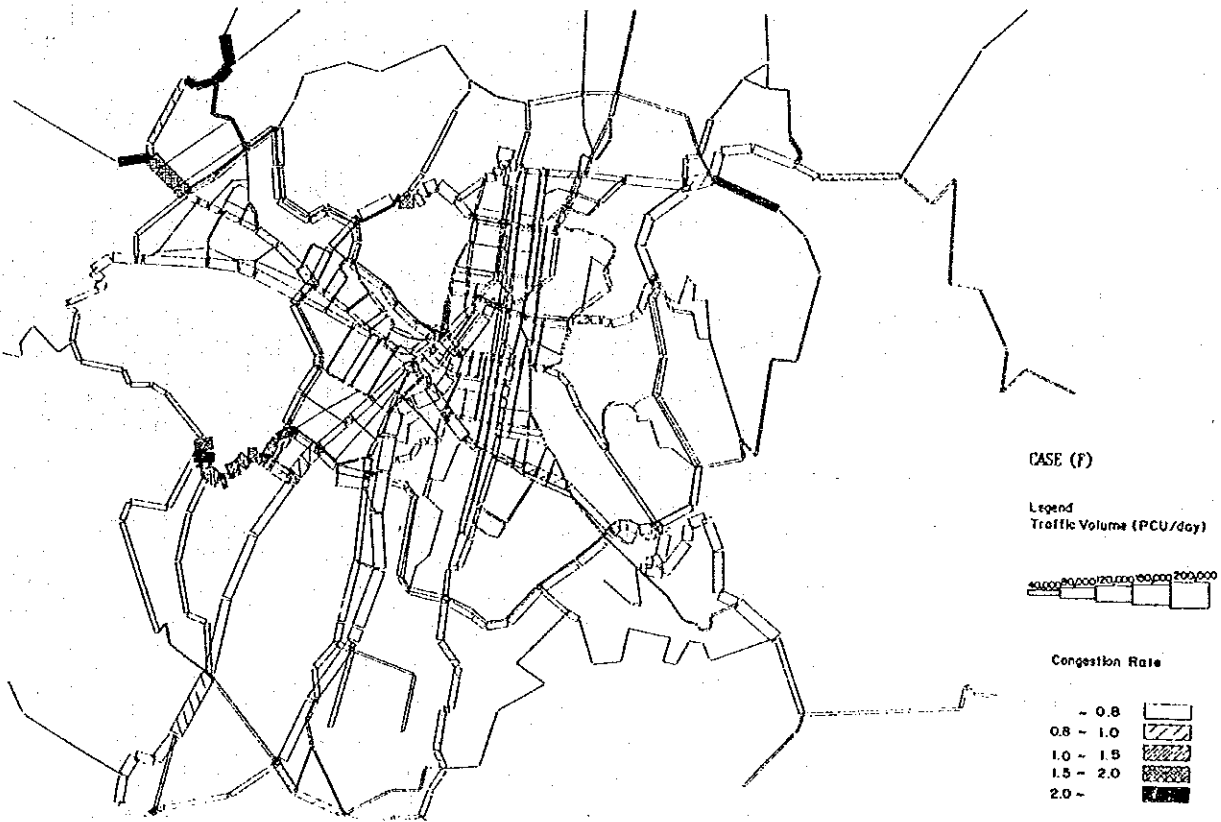 CASE (F)
Legend
Traffic Volume (PCU/day)
40,000 80,000 120,000 160,000 200,000
Congestion Rate
~ 0.8
0.8 ~ 1.0
1.0 ~ 1.5
1.5 ~ 2.0
2.0 ~